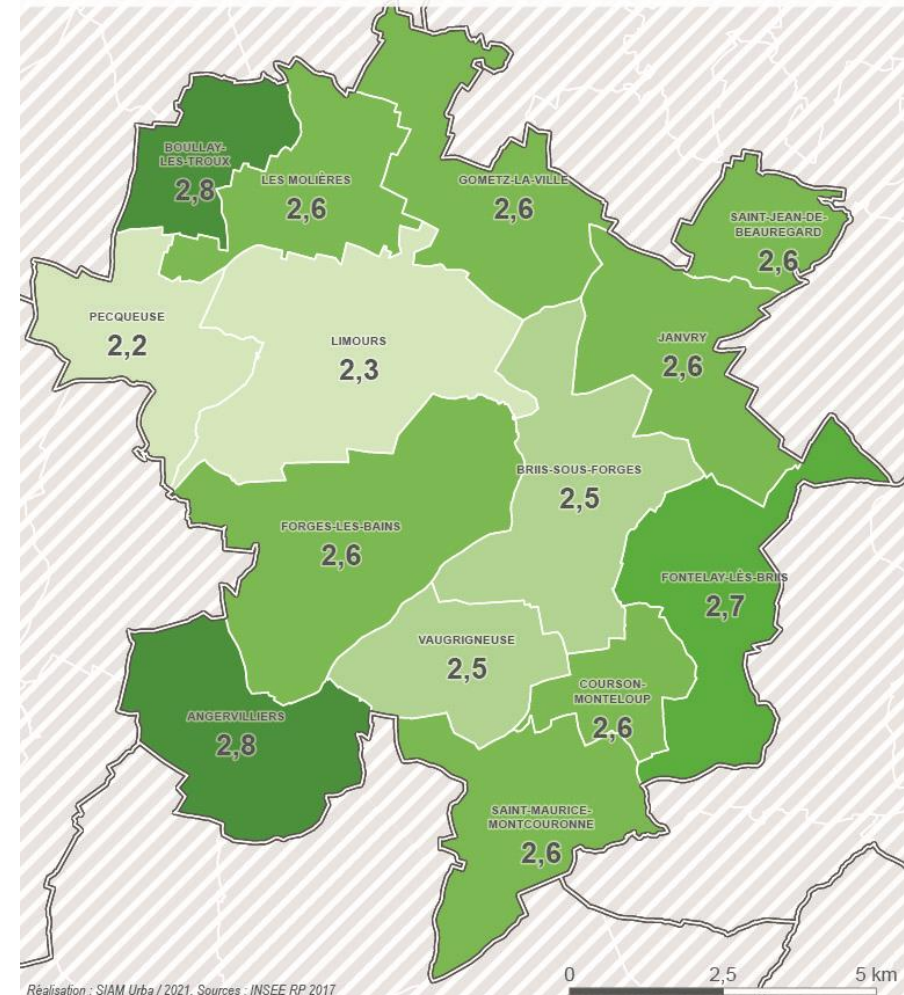 BOULLAY-
LES-TROUX
2,8
LES MOLIÈRES
2,6
GOMETZ-LA-VILLE
2,6
SAINT-JEAN-DE-
BEAUREGARD
2,6
PECQUEUSE
2,2
LIMOURS
2,3
JANVRY
2,6
BRIIS-SOUS-FORGES
2,5
FORGES-LES-BAINS
2,6
FONTELAY-LÈS-BRIIS
2,7
VAUGRIGNEUSE
2,5
COURSON-
MONTELOUP
2,6
ANGERVILLIERS
2,8
SAINT-MAURICE-
MONTCOURONNE
2,6
0 2,5 5 km
Réalisation : SIAM Urba / 2021. Sources : INSEE RP 2017